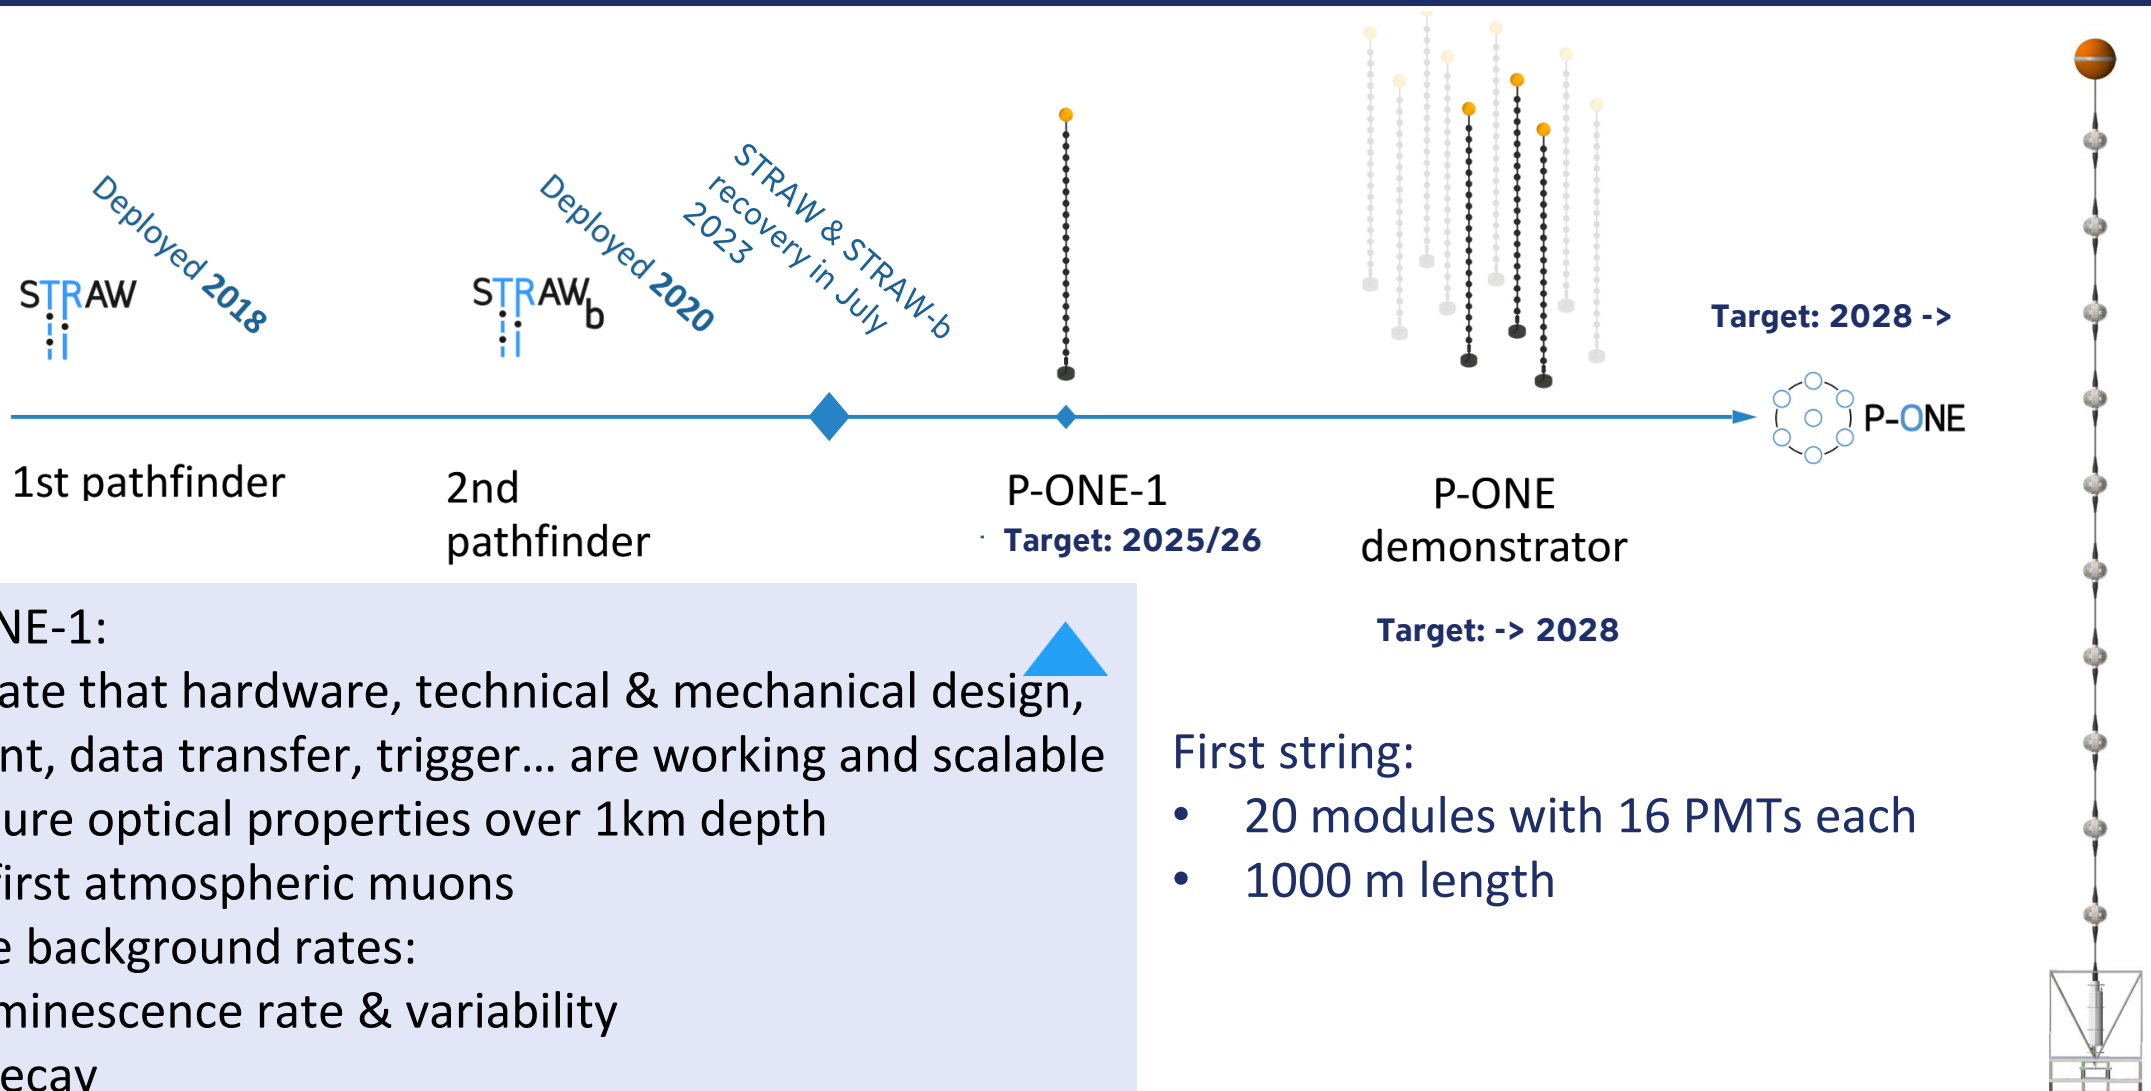 Deployed 2018
STRAW
Deployed 2020
STRAWb
STRAW & STRAW-b
recovery in July
2023
Target: 2028 ->
P-ONE
1st pathfinder
2nd
pathfinder
P-ONE-1
Target: 2025/26
P-ONE
demonstrator
Target: -> 2028
NE-1:
ate that hardware, technical & mechanical design,
nt, data transfer, trigger... are working and scalable
ure optical properties over 1km depth
first atmospheric muons
e background rates:
minescence rate & variability
ecay
First string:
• 20 modules with 16 PMTs each
• 1000 m length